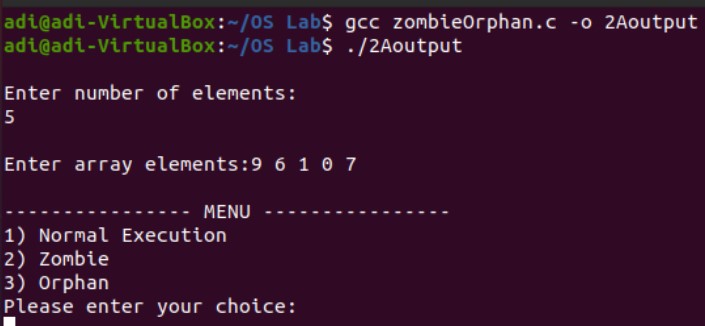 adi@adi-VirtualBox:~/OS Lab$ gcc zombieOrphan.c -o 2Aoutput
adi@adi-VirtualBox:~/OS Lab$ ./2Aoutput
Enter number of elements:
5
Enter array elements:9 6 1 0 7
---------------- MENU ----------------
1) Normal Execution
2) Zombie
3) Orphan
Please enter your choice: